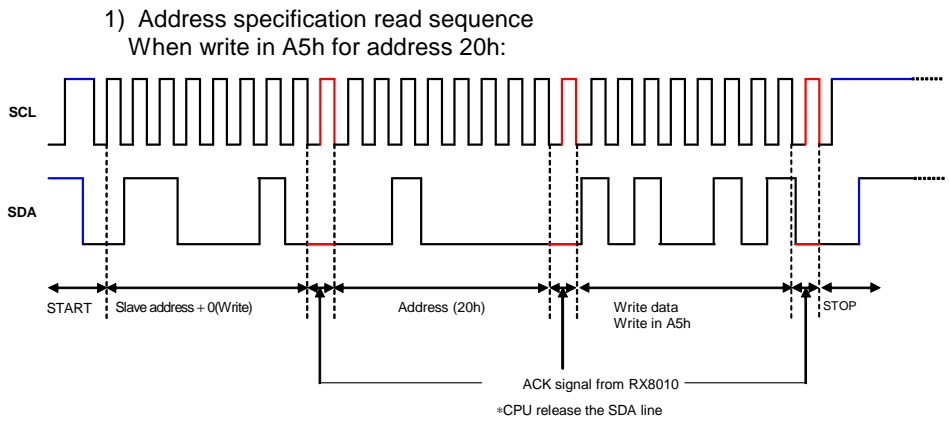 1) Address specification read sequence
When write in A5h for address 20h:
SCL
SDA
START
Slave address + 0(Write)
Address (20h)
Write data
Write in A5h
STOP
ACK signal from RX8010
*CPU release the SDA line